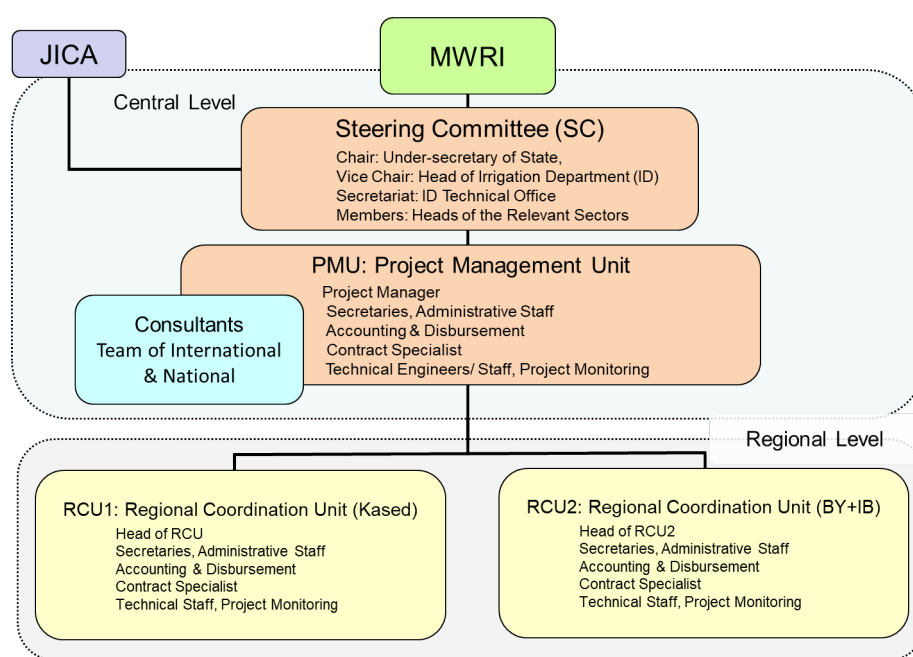 JICA
MWRI
Central Level
Steering Committee (SC)
Chair: Under-secretary of State,
Vice Chair: Head of Irrigation Department (ID)
Secretariat: ID Technical Office
Members: Heads of the Relevant Sectors
PMU: Project Management Unit
Project Manager
Secretaries, Administrative Staff
Accounting & Disbursement
Contract Specialist
Technical Engineers/ Staff, Project Monitoring
Consultants
Team of International
& National
Regional Level
RCU1: Regional Coordination Unit (Kased)
Head of RCU
Secretaries, Administrative Staff
Accounting & Disbursement
Contract Specialist
Technical Staff, Project Monitoring
RCU2: Regional Coordination Unit (BY+IB)
Head of RCU2
Secretaries, Administrative Staff
Accounting & Disbursement
Contract Specialist
Technical Staff, Project Monitoring